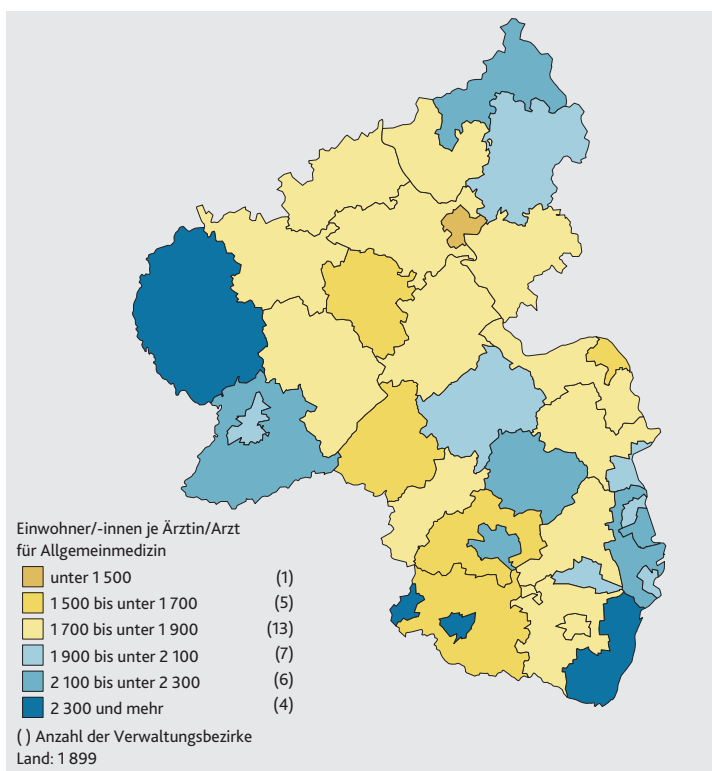 Einwohner/-innen je Ärztin/Arzt
für Allgemeinmedizin
unter 1 500 (1)
1 500 bis unter 1 700 (5)
1 700 bis unter 1 900 (13)
1 900 bis unter 2 100 (7)
2 100 bis unter 2 300 (6)
2 300 und mehr (4)
( ) Anzahl der Verwaltungsbezirke
Land: 1 899